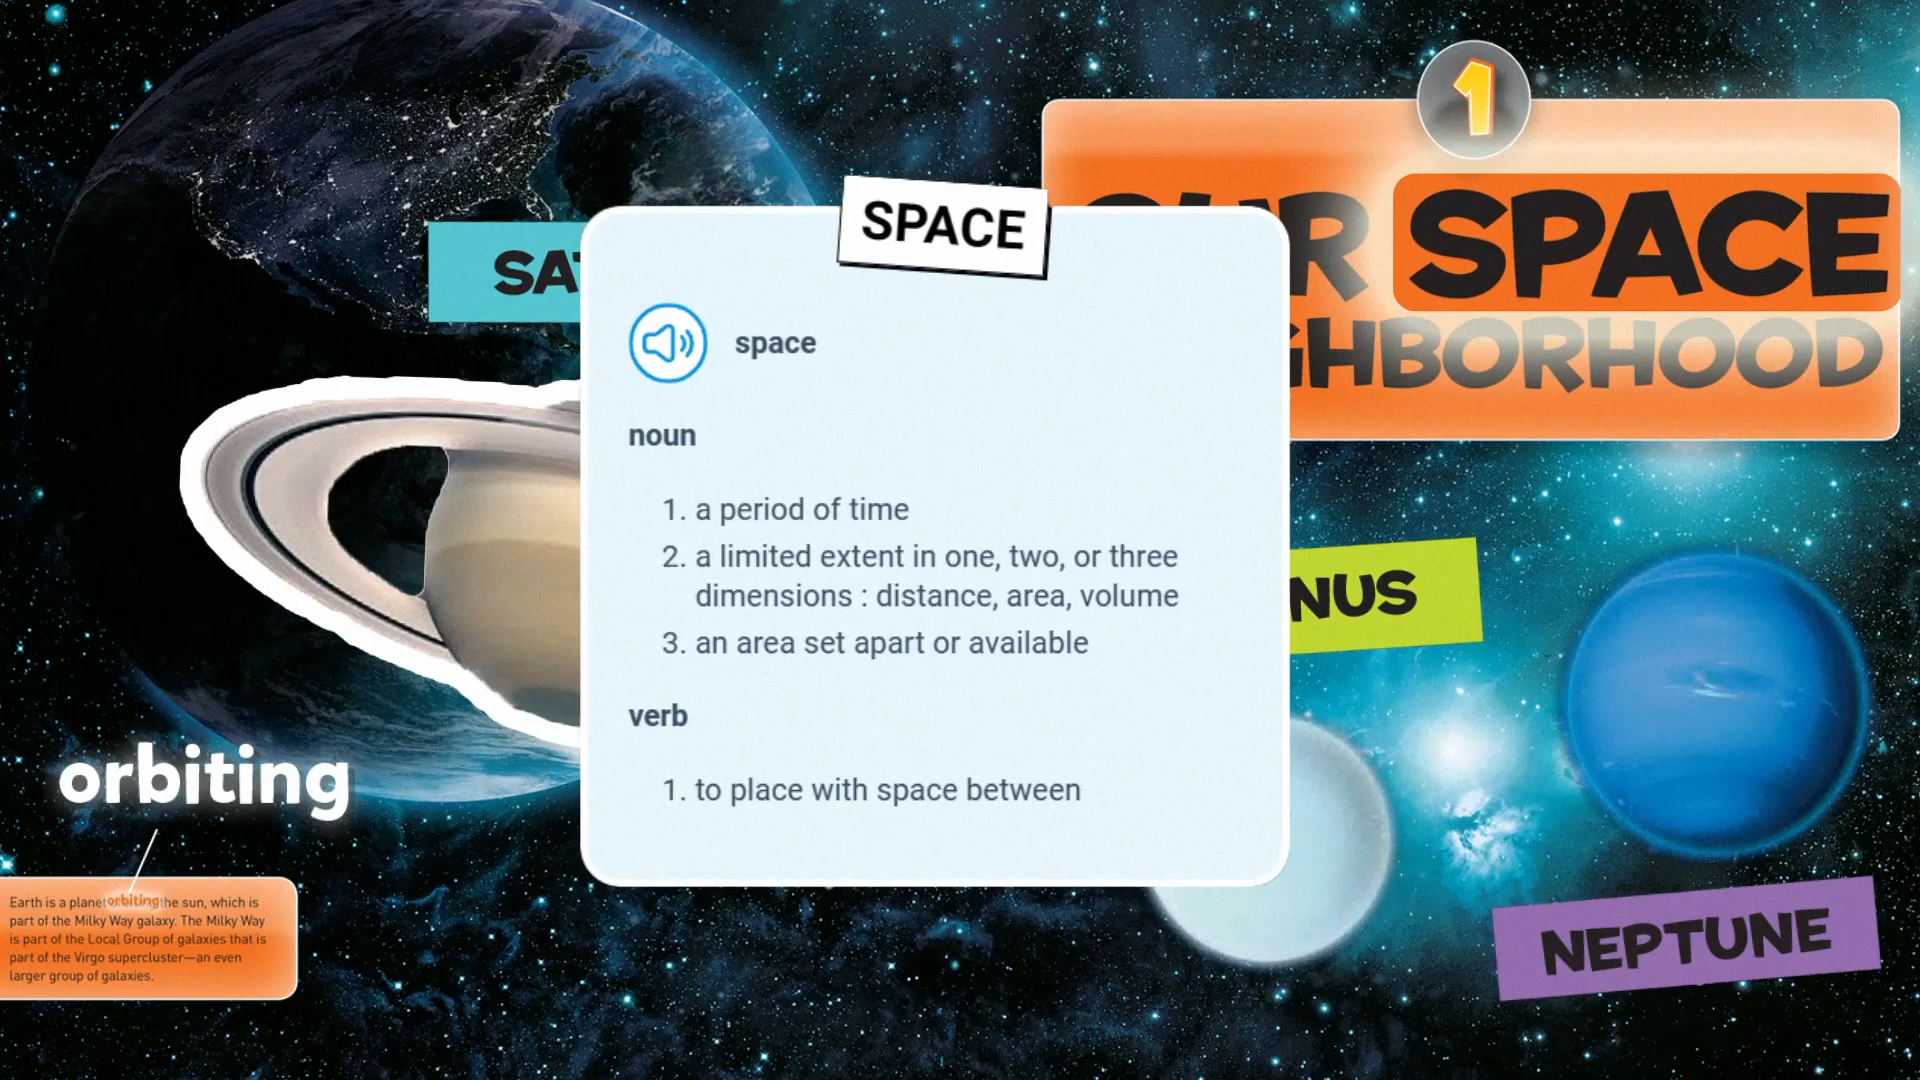 1
SPACE
NEIGHBORHOOD
SPACE
space
noun
1. a period of time
2. a limited extent in one, two, or three
dimensions : distance, area, volume
3. an area set apart or available
verb
1. to place with space between
orbiting
Earth is a planet orbiting the sun, which is
part of the Milky Way galaxy. The Milky Way
is part of the Local Group of galaxies that is
part of the Virgo supercluster—an even
larger group of galaxies.
NEPTUNE